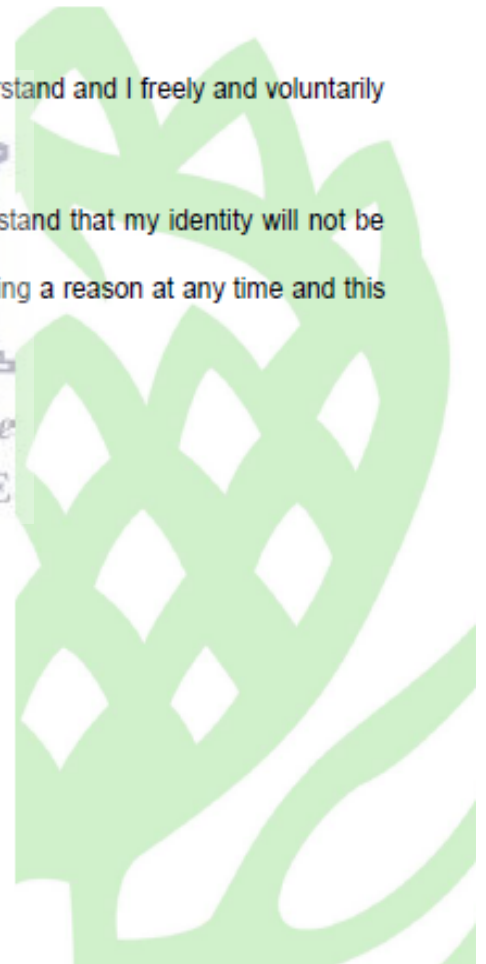 stand and I freely and voluntarily
stand that my identity will not be
ing a reason at any time and this
e
E